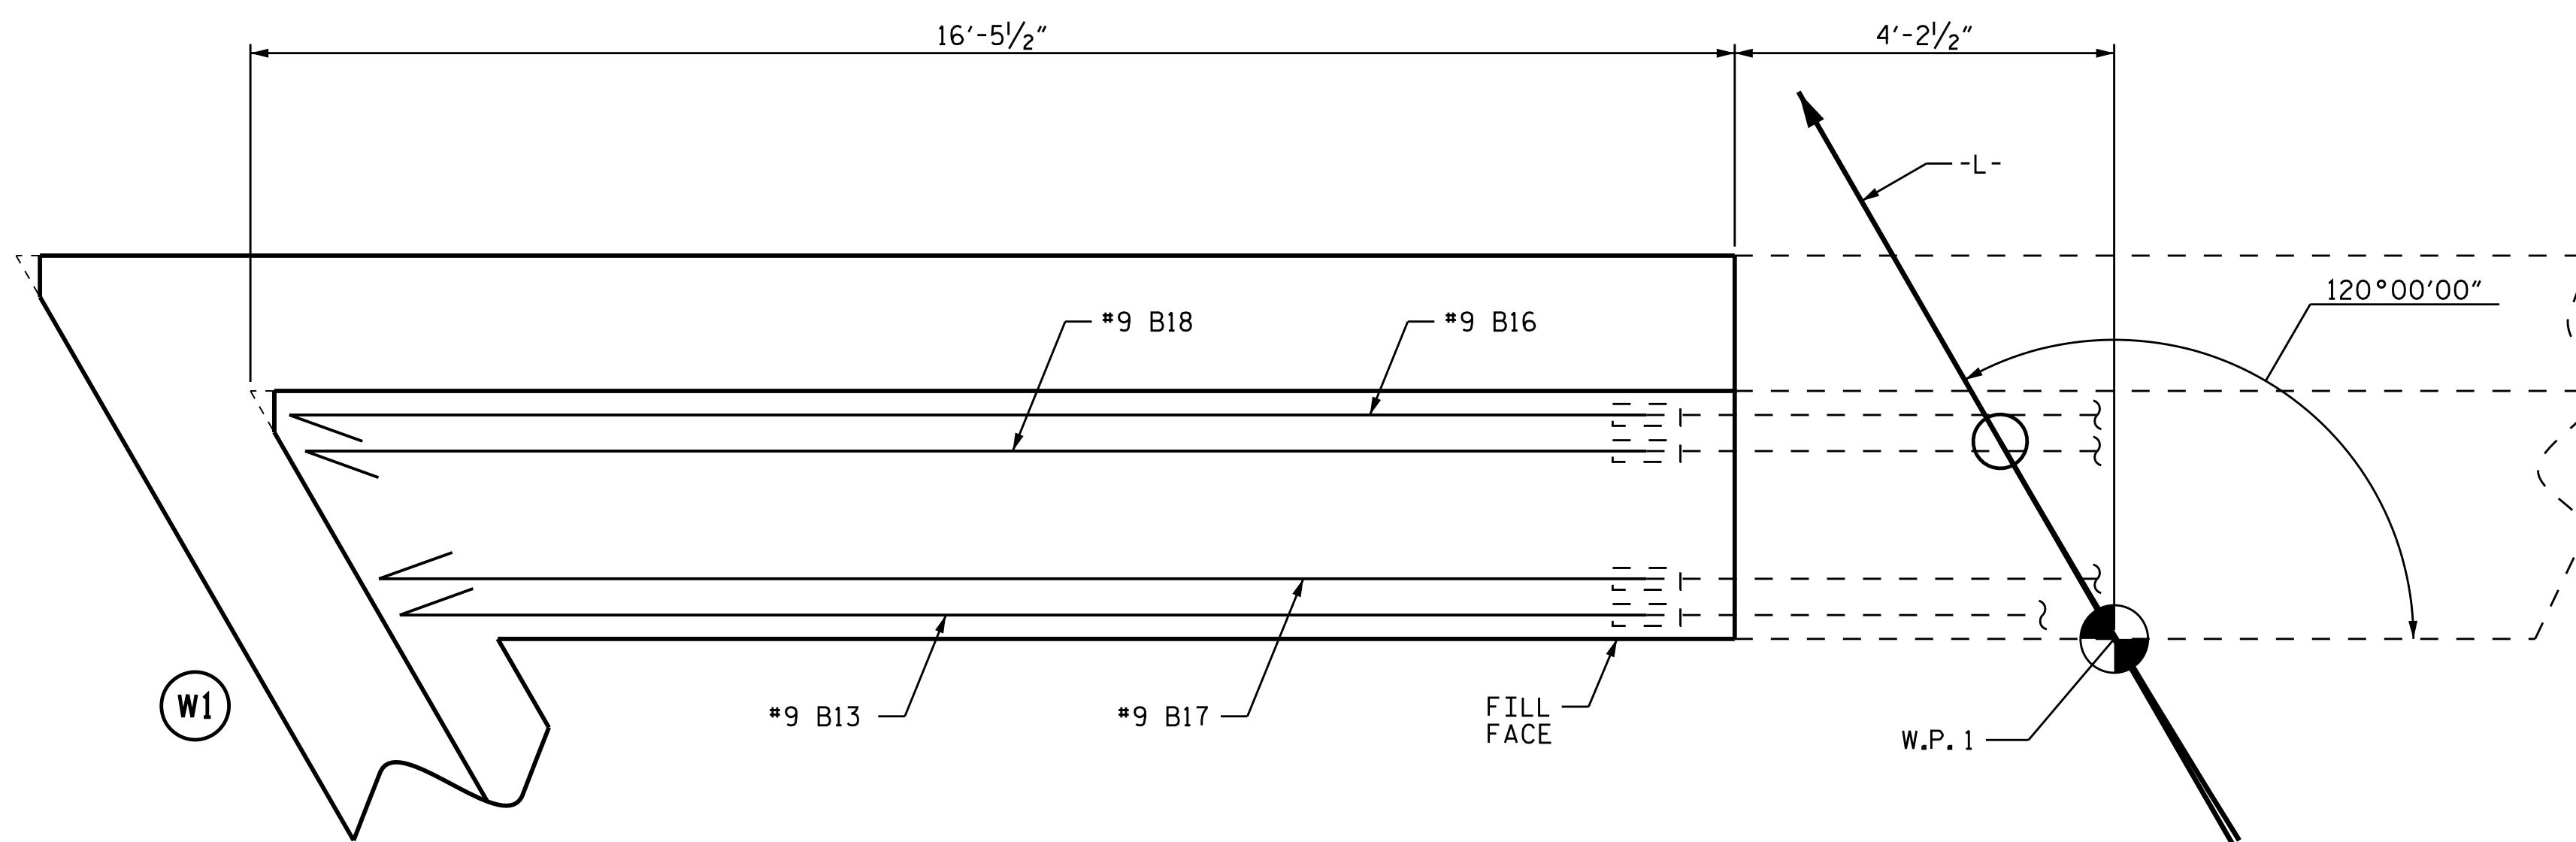 16'-5½"
4'-2½"
-L-
120°00'00"
#9 B18
#9 B16
W1
#9 B13
#9 B17
FILL
FACE
W.P. 1